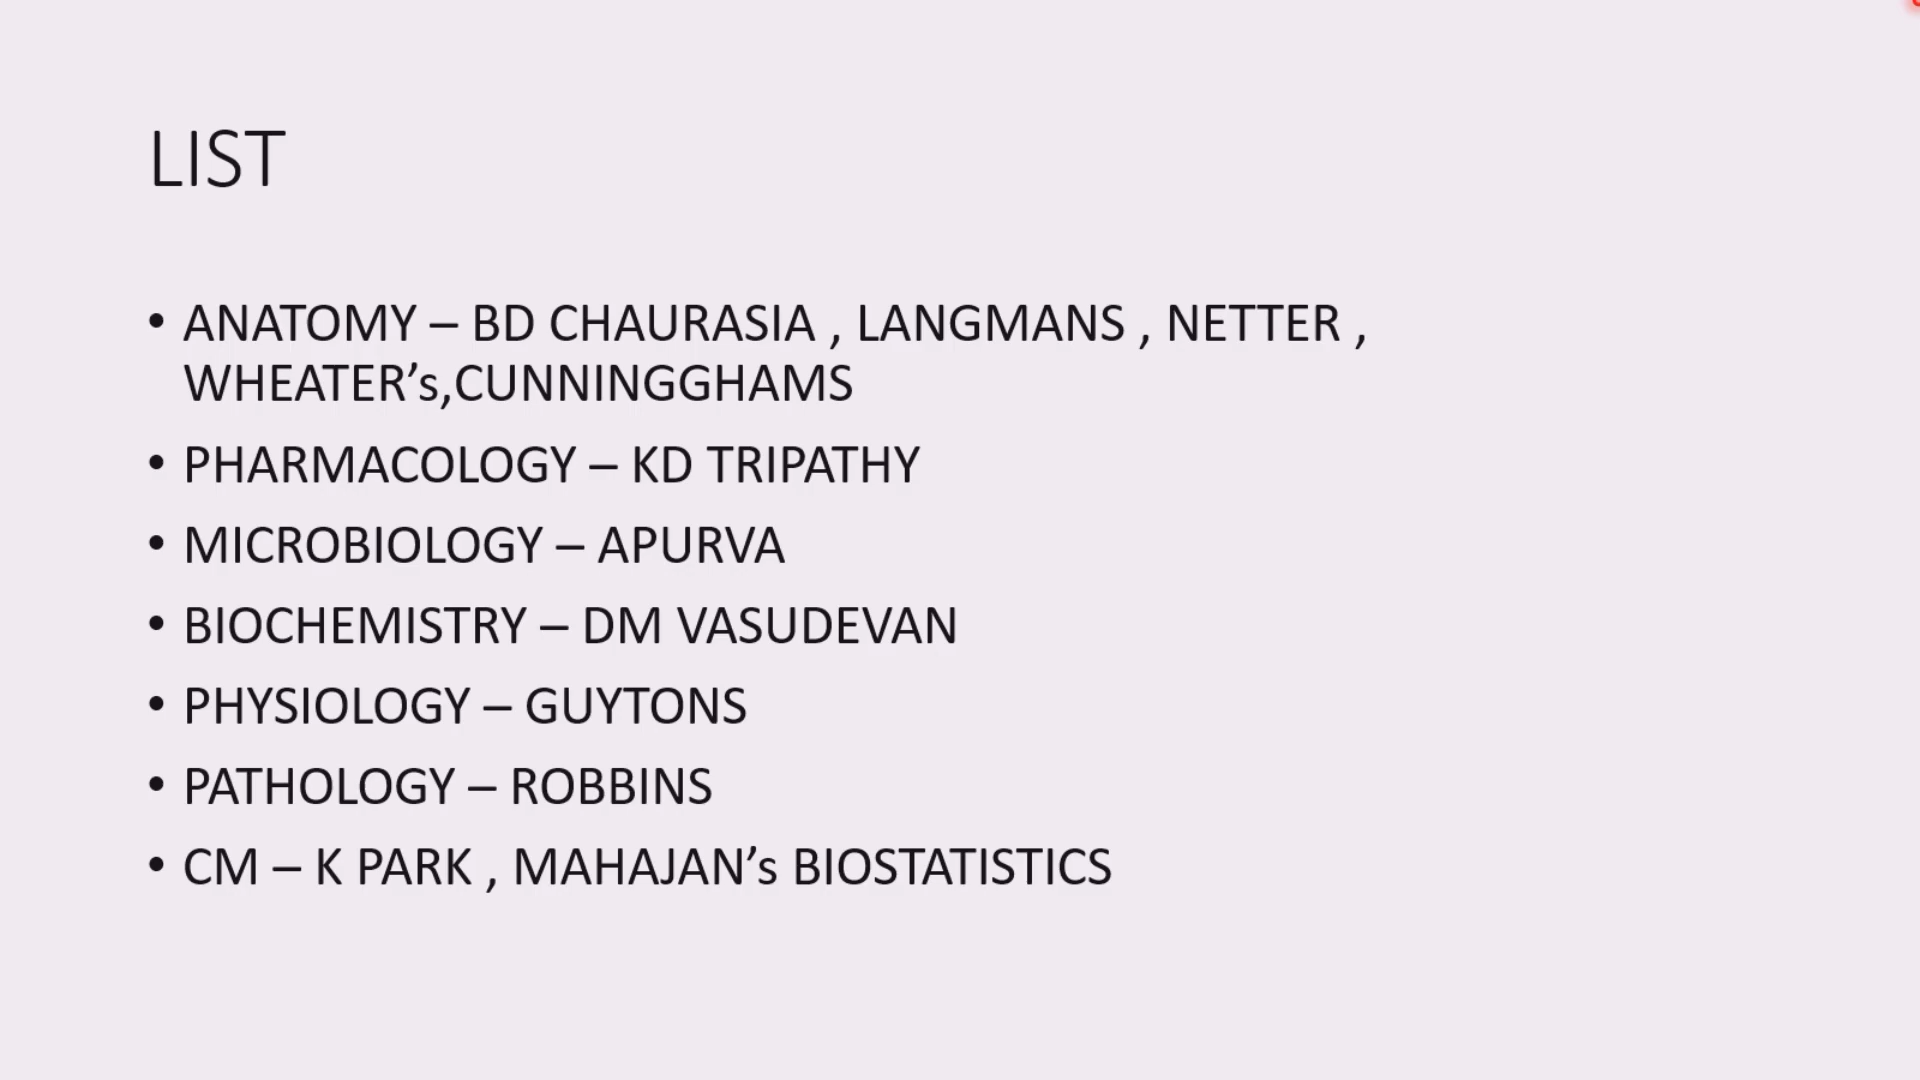 LIST
• ANATOMY – BD CHAURASIA , LANGMANS , NETTER ,
WHEATER’s,CUNNINGGHAMS
• PHARMACOLOGY – KD TRIPATHY
• MICROBIOLOGY – APURVA
• BIOCHEMISTRY – DM VASUDEVAN
• PHYSIOLOGY – GUYTONS
• PATHOLOGY – ROBBINS
• CM – K PARK , MAHAJAN’s BIOSTATISTICS